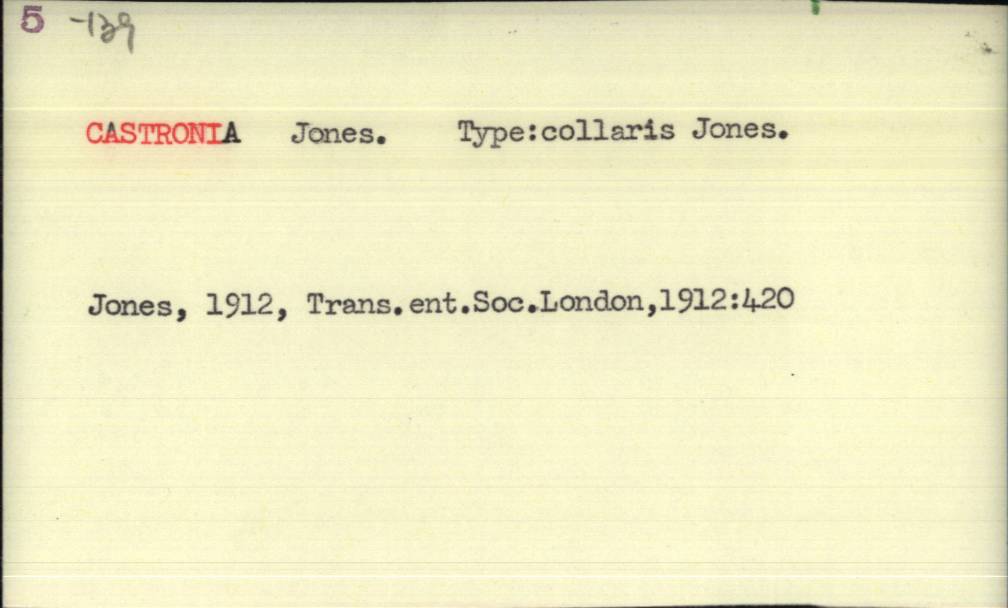 5 -139
CASTRONIA Jones. Type:collaris Jones.
Jones, 1912, Trans.ent.Soc.London,1912:420